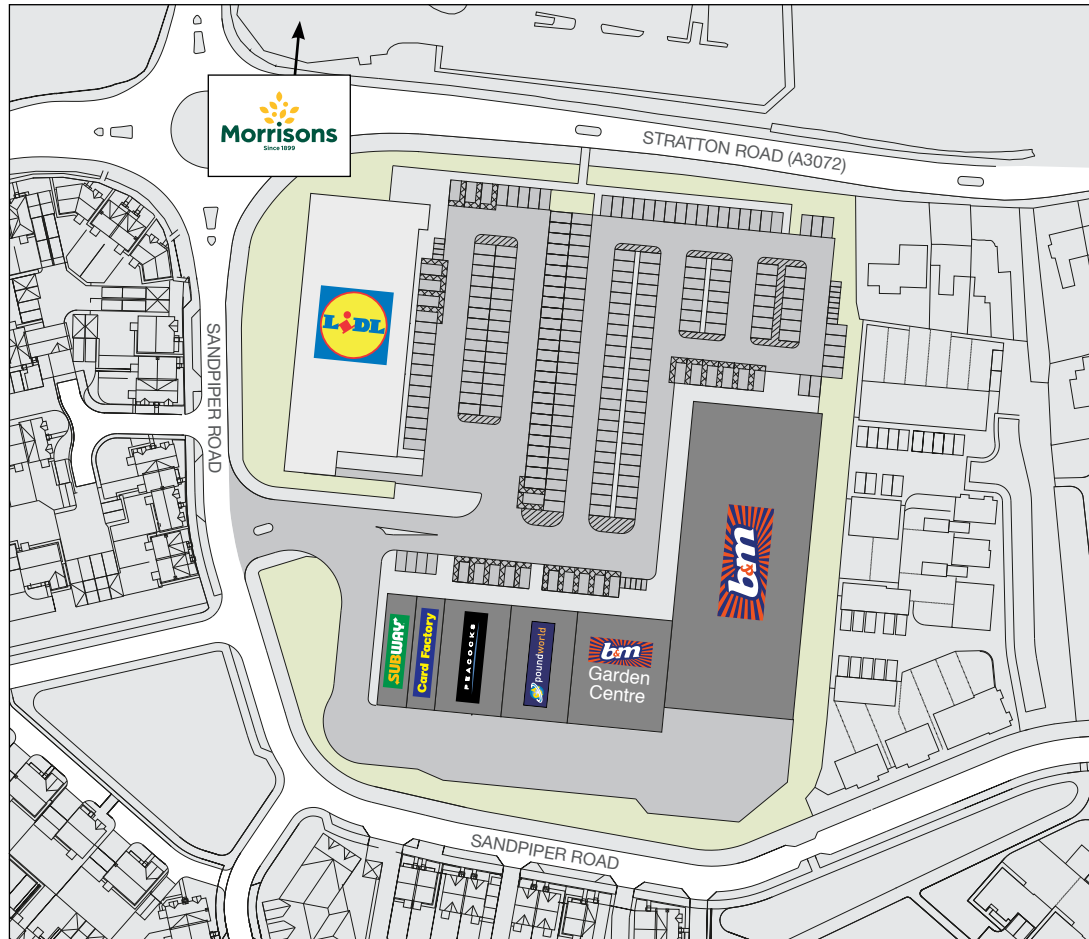 Morrisons
Since 1899
STRATTON ROAD (A3072)
LIDL
SANDPIPER ROAD
b&m
SUBWAY
Card Factory
PEACOCKS
poundworld
b&m
Garden
Centre
SANDPIPER ROAD